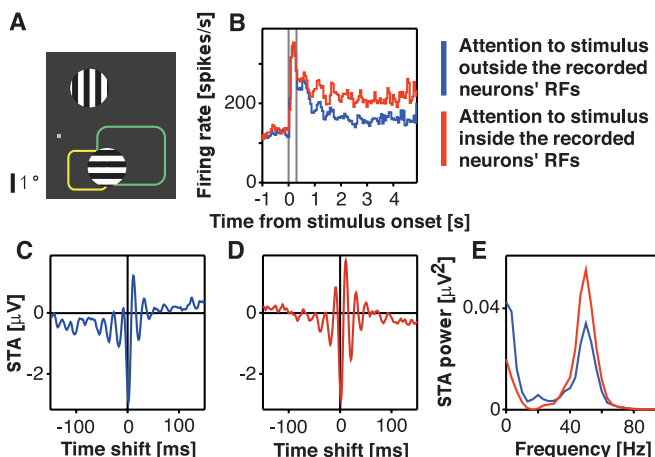 A
1°
B
Firing rate [spikes/s]
200
0
-1 0 1 2 3 4
Time from stimulus onset [s]
Attention to stimulus
outside the recorded
neurons' RFs
Attention to stimulus
inside the recorded
neurons' RFs
C
STA [µV]
0
-2
-100 0 100
Time shift [ms]
D
0
-2
-100 0 100
Time shift [ms]
E
STA power [µV²]
0.04
0
0 40 80
Frequency [Hz]